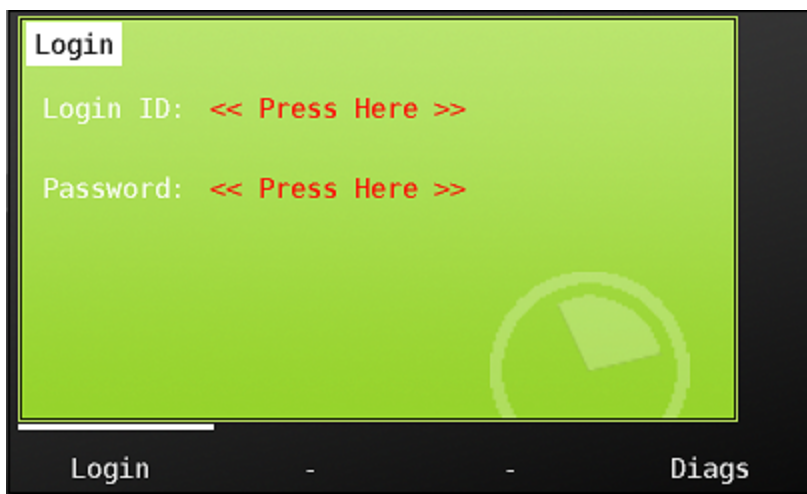 Login
Login ID: << Press Here >>
Password: << Press Here >>
Login - - Diags